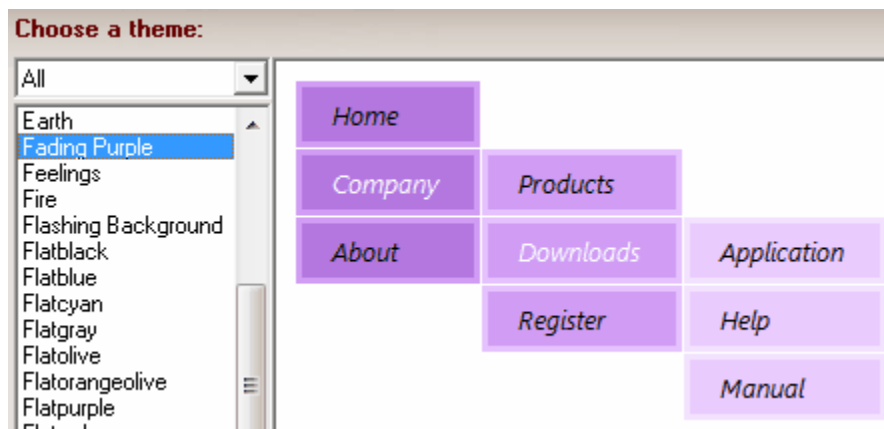 Choose a theme:
All
Earth
Fading Purple
Feelings
Fire
Flashing Background
Flatblack
Flatblue
Flatcyan
Flatgray
Flatolive
Flatorangeolive
Flatpurple
Home
Company
Products
About
Downloads
Application
Register
Help
Manual